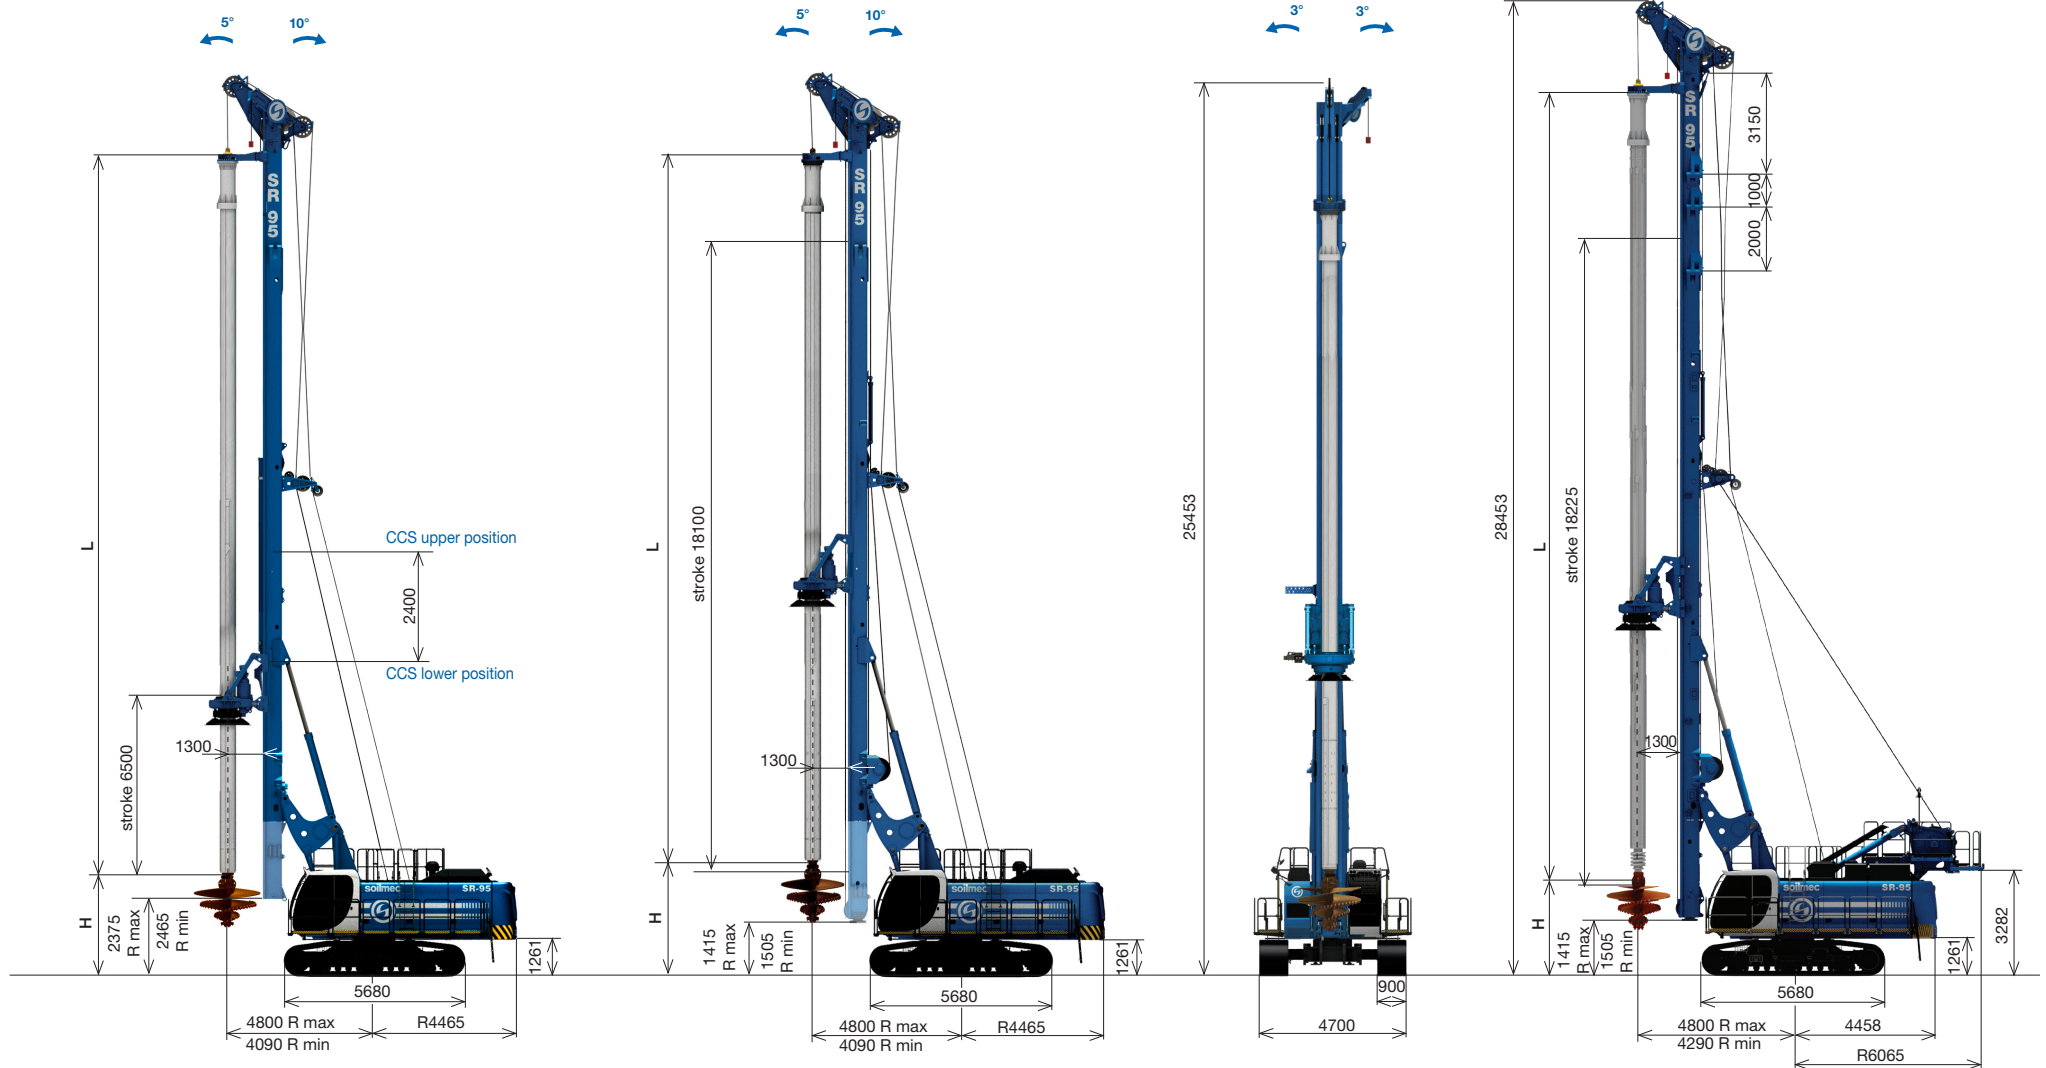 5° 10°
SR 95
L
CCS upper position
2400
CCS lower position
stroke 6500
1300
H
2375
R max
2465
R min
soilmec
SR-95
1261
5680
4800 R max
4090 R min
R4465
5° 10°
SR 95
L
stroke 18100
1300
H
1415
R max
1505
R min
soilmec
SR-95
1261
5680
4800 R max
4090 R min
R4465
3° 3°
25453
900
4700
28453
SR 95
3150
1000
2000
L
stroke 18225
1300
H
1415
R max
1505
R min
soilmec
SR-95
1261
3282
5680
4800 R max
4290 R min
4458
R6065